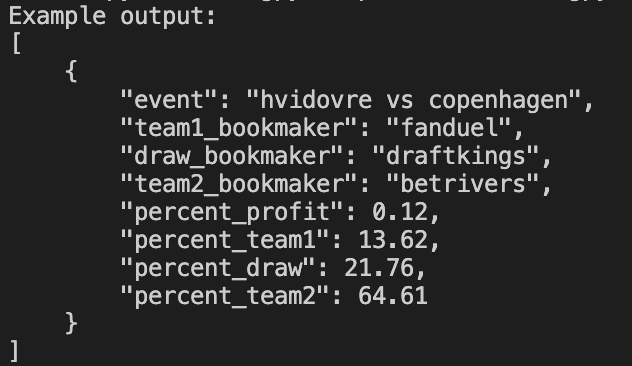 Example output:
[
    {
        "event": "hvidovre vs copenhagen",
        "team1_bookmaker": "fanduel",
        "draw_bookmaker": "draftkings",
        "team2_bookmaker": "betrivers",
        "percent_profit": 0.12,
        "percent_team1": 13.62,
        "percent_draw": 21.76,
        "percent_team2": 64.61
    }
]